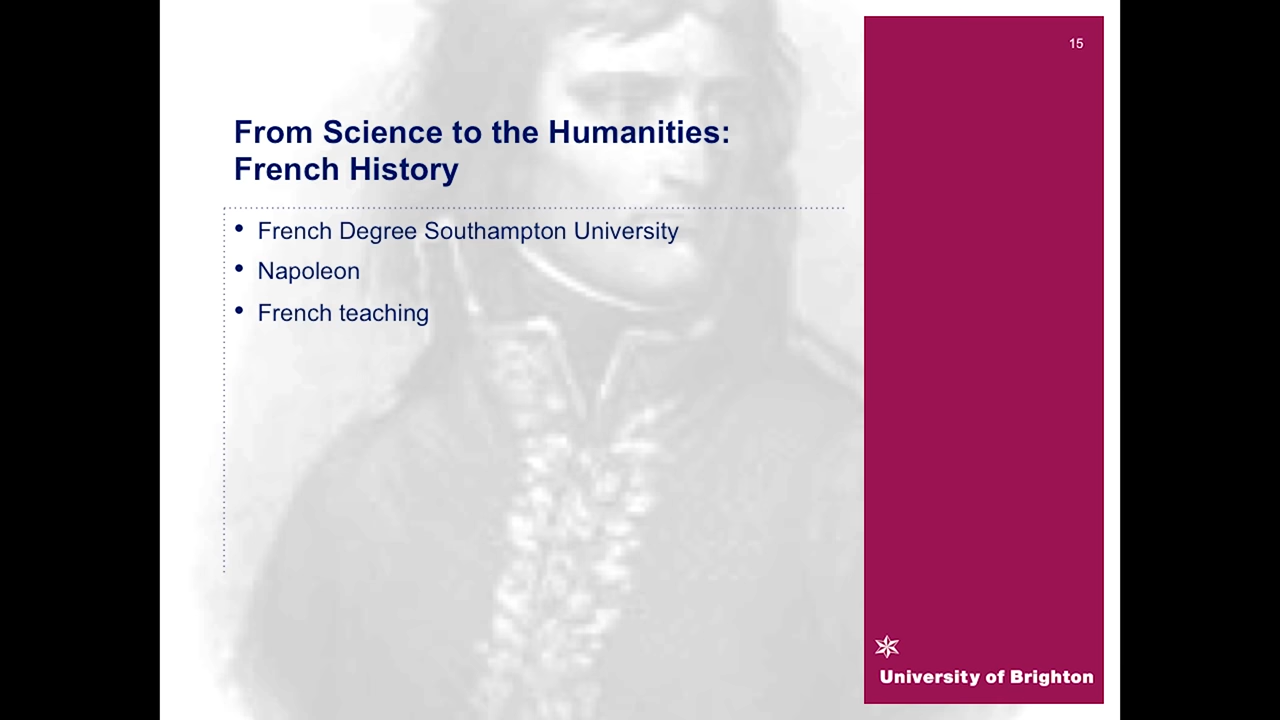 15
From Science to the Humanities:
French History
• French Degree Southampton University
• Napoleon
• French teaching
University of Brighton